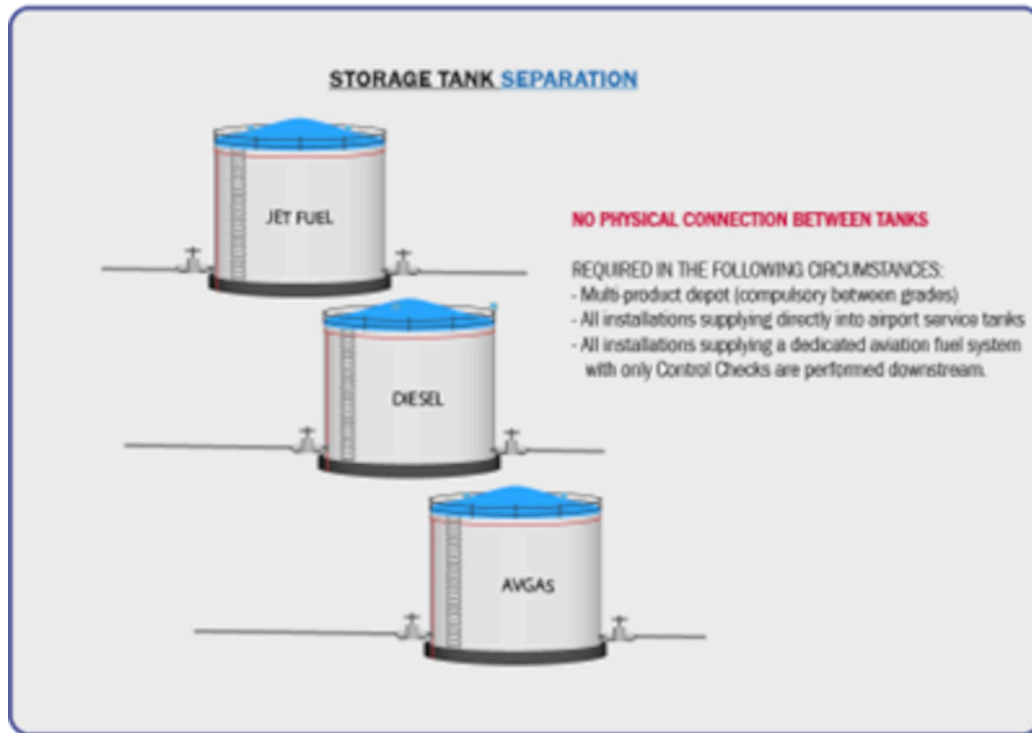 STORAGE TANK SEPARATION
JET FUEL
NO PHYSICAL CONNECTION BETWEEN TANKS
REQUIRED IN THE FOLLOWING CIRCUMSTANCES:
- Multi-product depot (compulsory between grades)
- All installations supplying directly into airport service tanks
- All installations supplying a dedicated aviation fuel system
with only Control Checks are performed downstream.
DIESEL
AVGAS